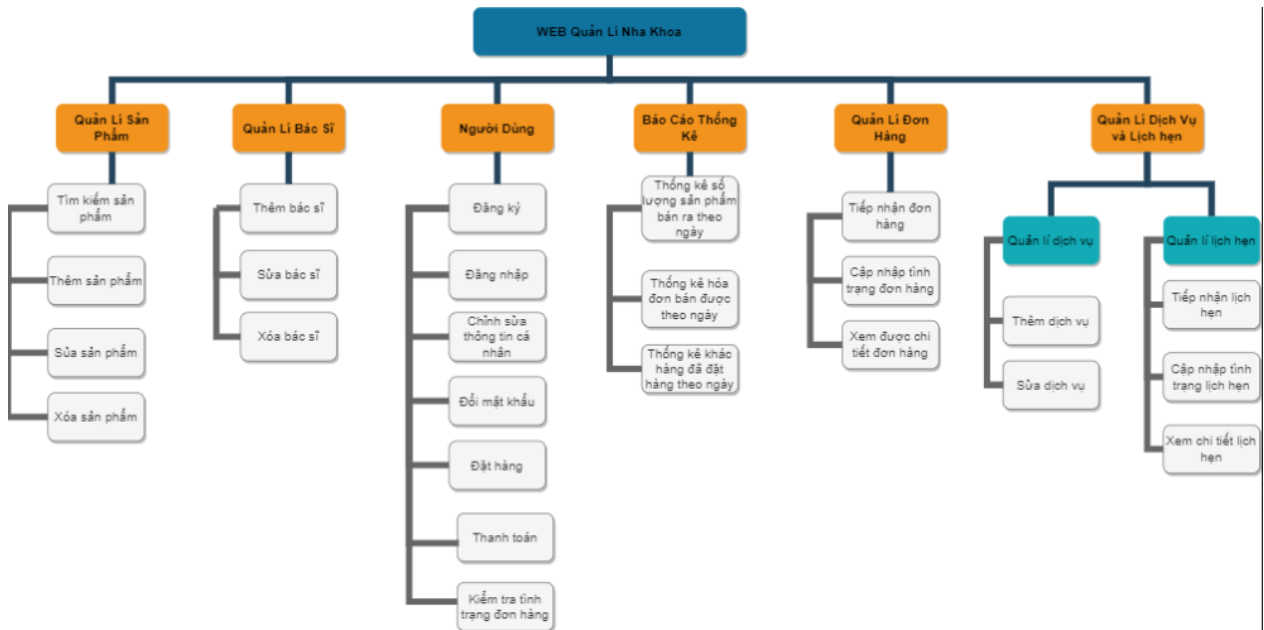 WEB Quản Lí Nha Khoa
Quản Lí Sản
Phẩm
Tìm kiếm sản
phẩm
Thêm sản phẩm
Sủa sản phẩm
Xóa sản phẩm
Quản Lí Bác Sĩ
Thêm bác sĩ
Sửa bác sĩ
Xóa bác sĩ
Người Dùng
Đăng ký
Đăng nhập
Chỉnh sửa
thông tin cá
nhân
Đổi mật khẩu
Đặt hàng
Thanh toán
Kiểm tra tình
trạng đơn hàng
Báo Cáo Thống
Kê
Thống kê số
lượng sản phẩm
bán ra theo
ngày
Thống kê hóa
đơn bán được
theo ngày
Thống kê khác
hàng đã đặt
hàng theo ngày
Quản Lí Đơn
Hàng
Tiếp nhận đơn
hàng
Cập nhập tình
trạng đơn hàng
Xem được chi
tiết đơn hàng
Quản Lí Dịch Vụ
và Lịch hẹn
Quản lí dịch vụ
Thêm dịch vụ
Sửa dịch vụ
Quản lí lịch hẹn
Tiếp nhận lịch
hẹn
Cập nhập tình
trạng lịch hẹn
Xem chi tiết lịch
hẹn